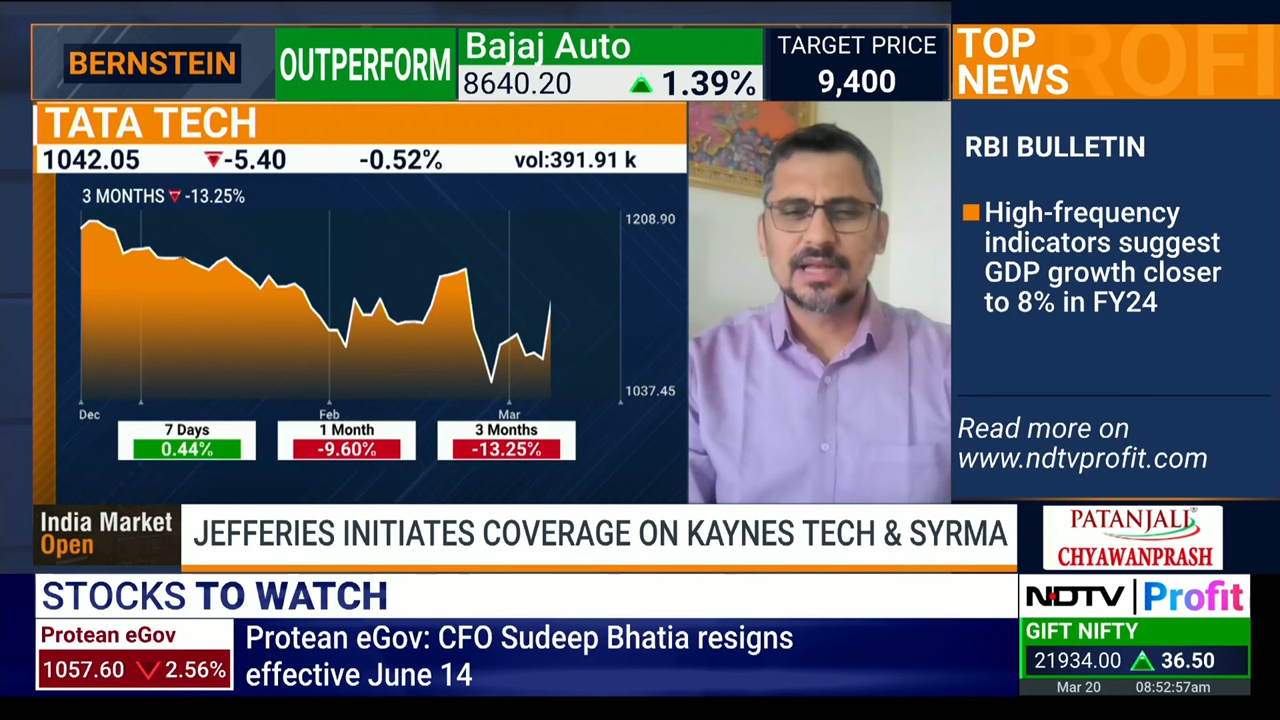 BERNSTEIN
OUTPERFORM
Bajaj Auto
8640.20 1.39%
TARGET PRICE
9,400
TOP
NEWS
PROFI
TATA TECH
1042.05 -5.40 -0.52% vol:391.91 k
3 MONTHS -13.25%
1208.90
1037.45
Dec Feb Mar
7 Days
0.44%
1 Month
-9.60%
3 Months
-13.25%
RBI BULLETIN
High-frequency
indicators suggest
GDP growth closer
to 8% in FY24
Read more on
www.ndtvprofit.com
India Market
Open
JEFFERIES INITIATES COVERAGE ON KAYNES TECH & SYRMA
PATANJALI
CHYAWANPRASH
STOCKS TO WATCH
Protean eGov
1057.60 2.56%
Protean eGov: CFO Sudeep Bhatia resigns
effective June 14
NDTV Profit
GIFT NIFTY
21934.00 36.50
Mar 20 08:52:57am